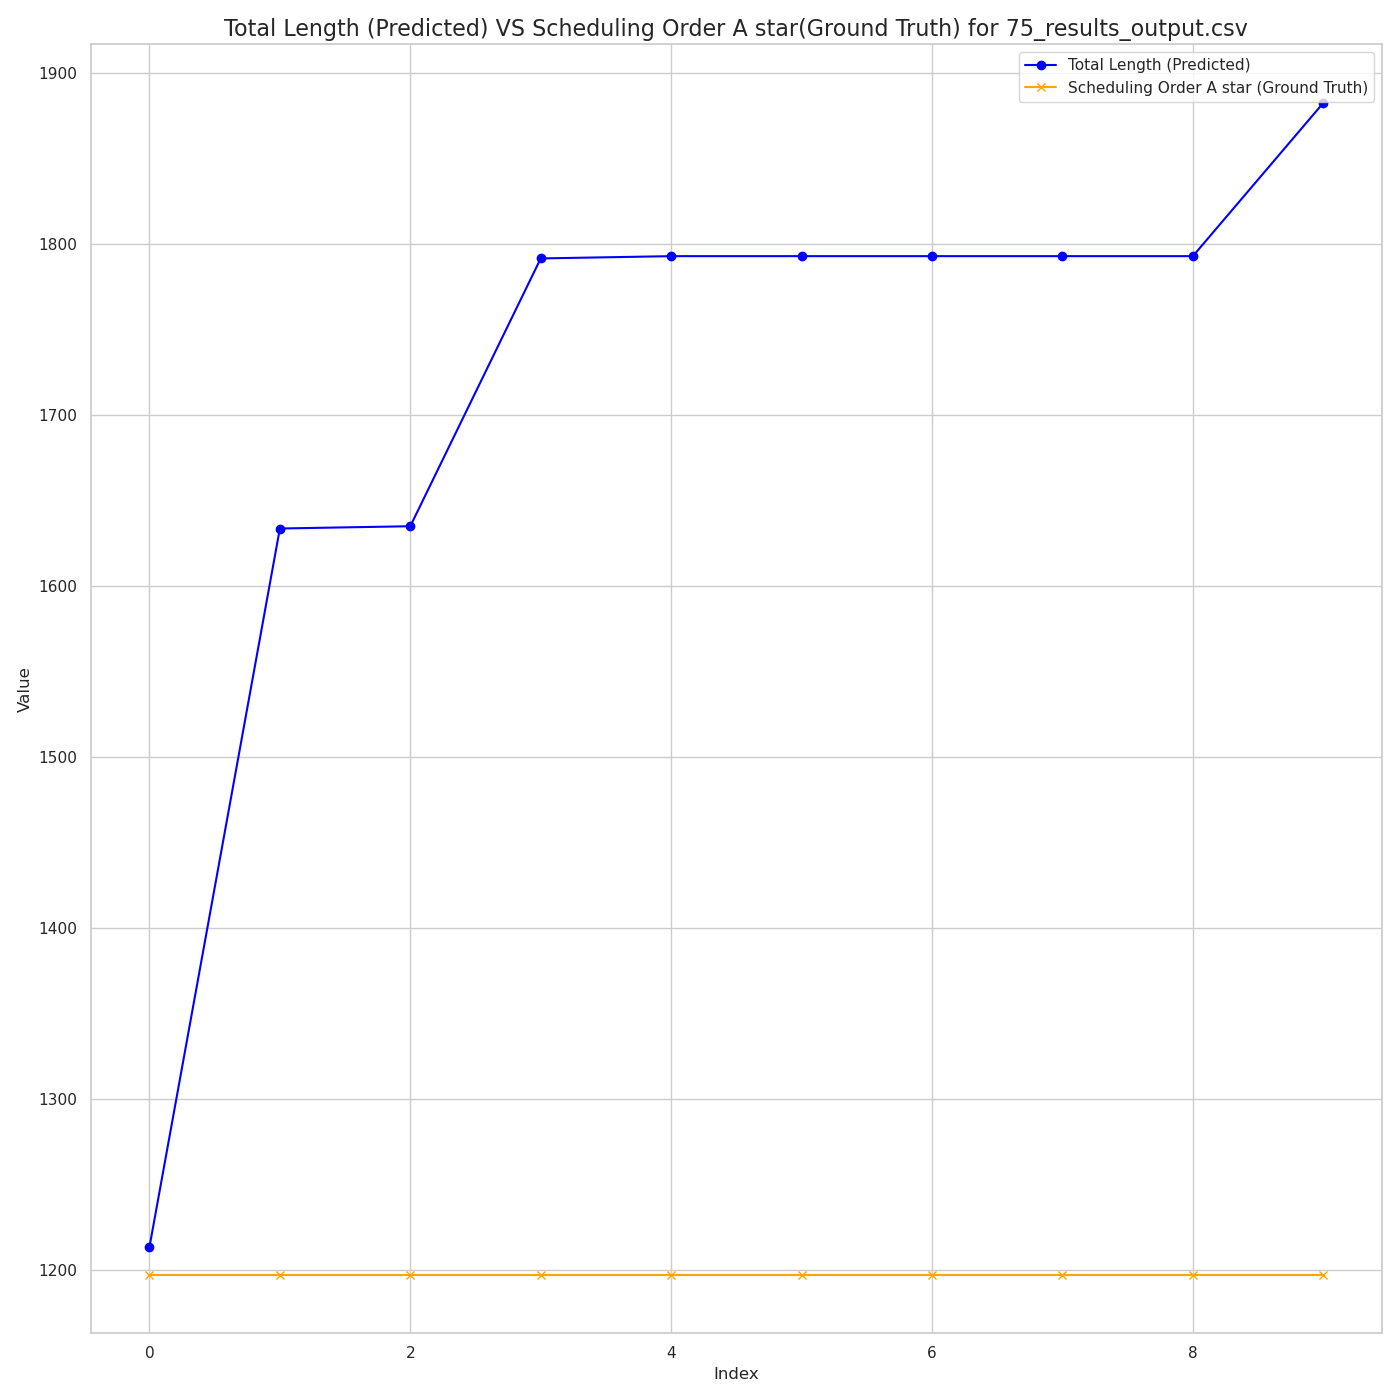 Total Length (Predicted) VS Scheduling Order A star(Ground Truth) for 75_results_output.csv
Total Length (Predicted)
Scheduling Order A star (Ground Truth)
1900
1800
1700
1600
1500
1400
1300
1200
Value
0 2 4 6 8
Index